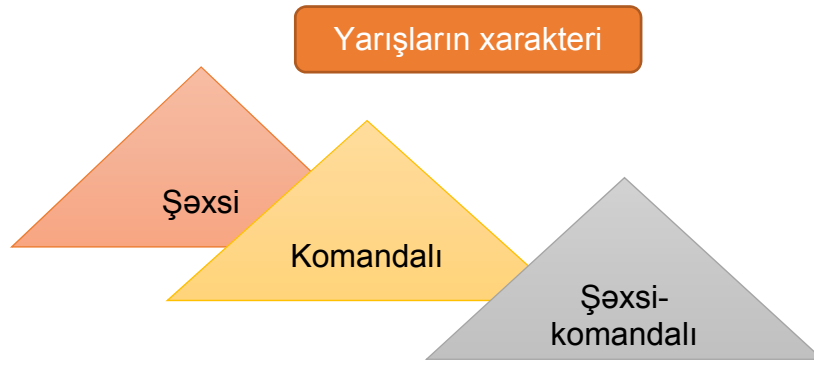 Yarışların xarakteri
Şəxsi
Komandalı
Şəxsi-
komandalı